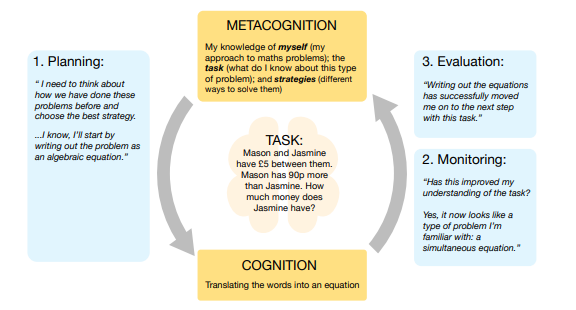 METACOGNITION
My knowledge of myself (my
approach to maths problems); the
task (what do I know about this type
of problem); and strategies (different
ways to solve them)
1. Planning:
“ I need to think about
how we have done these
problems before and
choose the best strategy.
...I know, I’ll start by
writing out the problem as
an algebraic equation.”
TASK:
Mason and Jasmine
have £5 between them.
Mason has 90p more
than Jasmine. How
much money does
Jasmine have?
COGNITION
Translating the words into an equation
2. Monitoring:
“Has this improved my
understanding of the task?
Yes, it now looks like a
type of problem I’m
familiar with: a
simultaneous equation.”
3. Evaluation:
“Writing out the equations
has successfully moved
me on to the next step
with this task.”